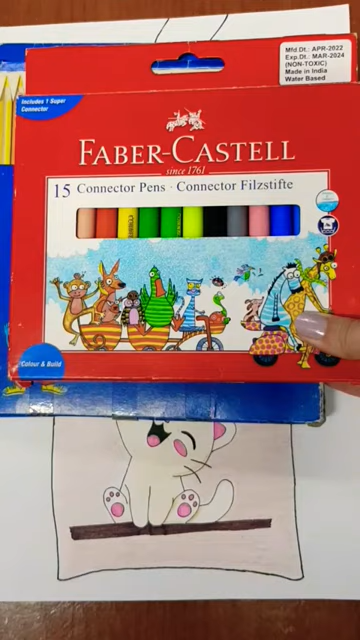 Mfd.Dt.: APR-2022
Exp.Dt.: MAR-2024
(NON-TOXIC)
Made in India
Water Based
Includes 1 Super
Connector
FABER-CASTELL
since 1761
15 Connector Pens · Connector Filzstifte
Colour & Build